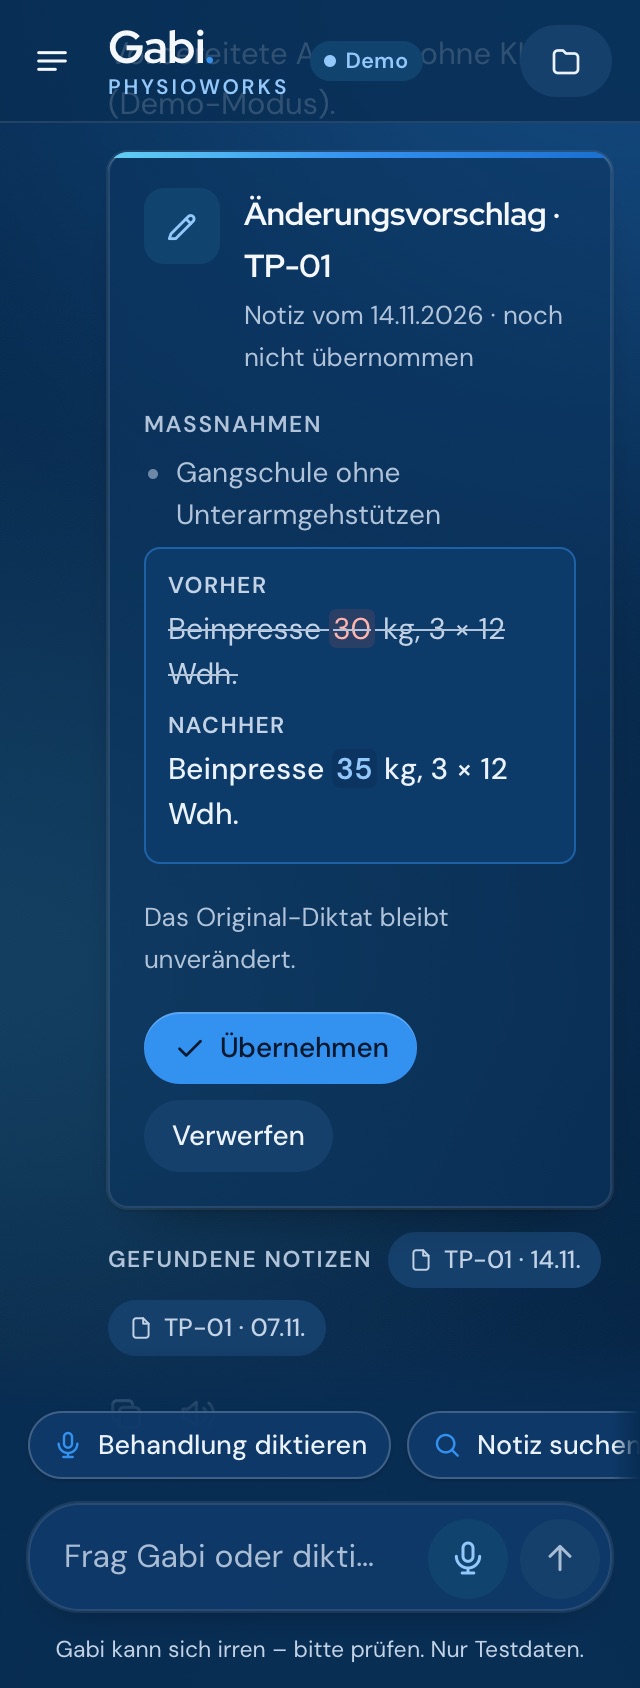 Gabi.
PHYSIOWORKS
Demo
ohne
(Demo-Modus).
Änderungsvorschlag ·
TP-01
Notiz vom 14.11.2026 · noch
nicht übernommen
MASSNAHMEN
Gangschule ohne
Unterarmgehstützen
VORHER
Beinpresse 30 kg, 3 × 12
Wdh.
NACHHER
Beinpresse 35 kg, 3 × 12
Wdh.
Das Original-Diktat bleibt
unverändert.
Übernehmen
Verwerfen
GEFUNDENE NOTIZEN
TP-01 · 14.11.
TP-01 · 07.11.
Behandlung diktieren
Notiz suchen
Frag Gabi oder dikti...
Gabi kann sich irren – bitte prüfen. Nur Testdaten.